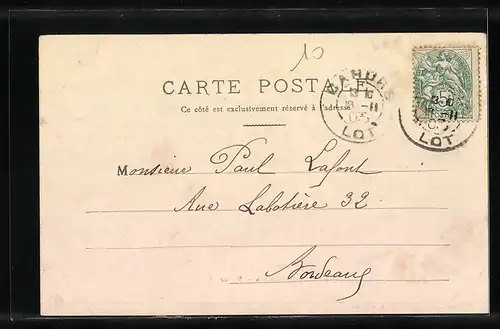 10
CARTE POSTALE
Ce côté est exclusivement réservé à l'adresse
CAHORS
LOT
5
LOT
Monsieur Paul Lafont
Rue Labotière 32
Bordeaux